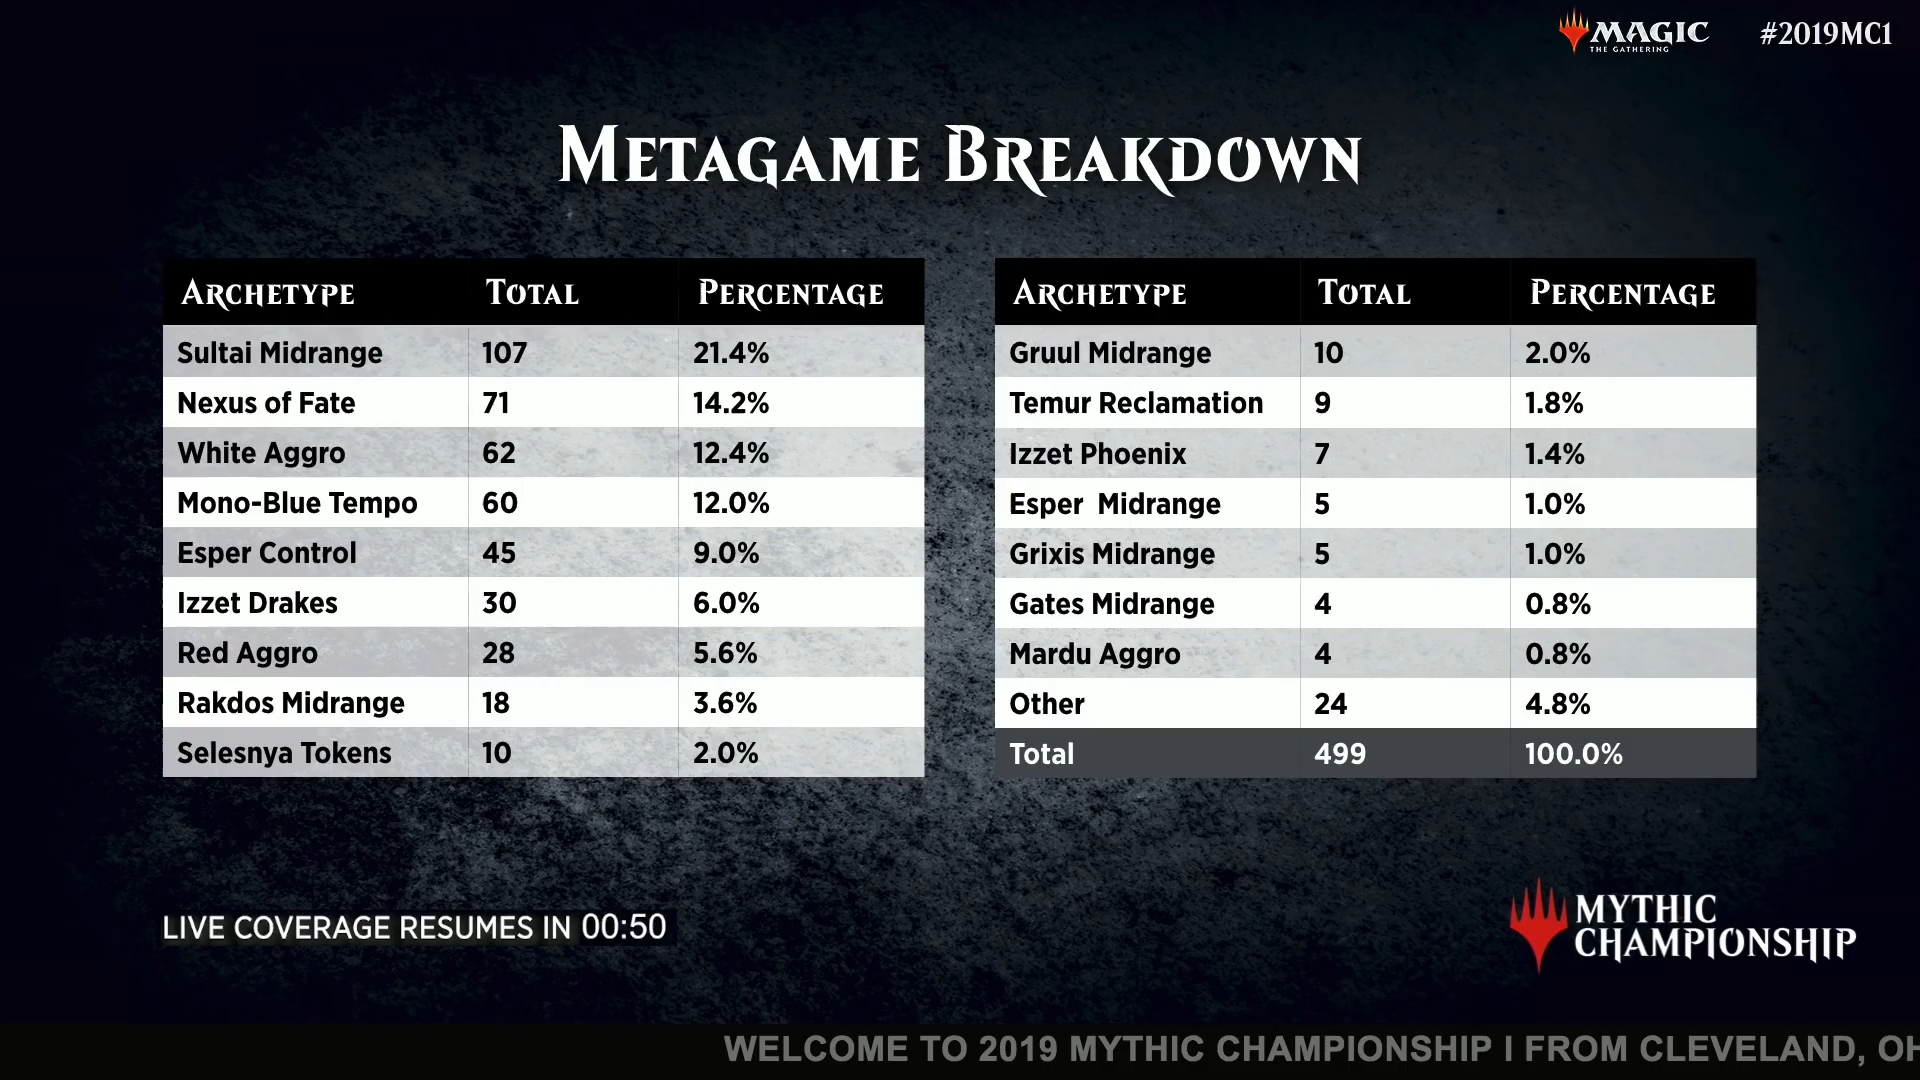 MAGIC
THE GATHERING
#2019MC1
METAGAME BREAKDOWN
ARCHETYPE TOTAL PERCENTAGE
Sultai Midrange 107 21.4%
Nexus of Fate 71 14.2%
White Aggro 62 12.4%
Mono-Blue Tempo 60 12.0%
Esper Control 45 9.0%
Izzet Drakes 30 6.0%
Red Aggro 28 5.6%
Rakdos Midrange 18 3.6%
Selesnya Tokens 10 2.0%
ARCHETYPE TOTAL PERCENTAGE
Gruul Midrange 10 2.0%
Temur Reclamation 9 1.8%
Izzet Phoenix 7 1.4%
Esper  Midrange 5 1.0%
Grixis Midrange 5 1.0%
Gates Midrange 4 0.8%
Mardu Aggro 4 0.8%
Other 24 4.8%
Total 499 100.0%
LIVE COVERAGE RESUMES IN 00:50
MYTHIC
CHAMPIONSHIP
WELCOME TO 2019 MYTHIC CHAMPIONSHIP I FROM CLEVELAND, OH